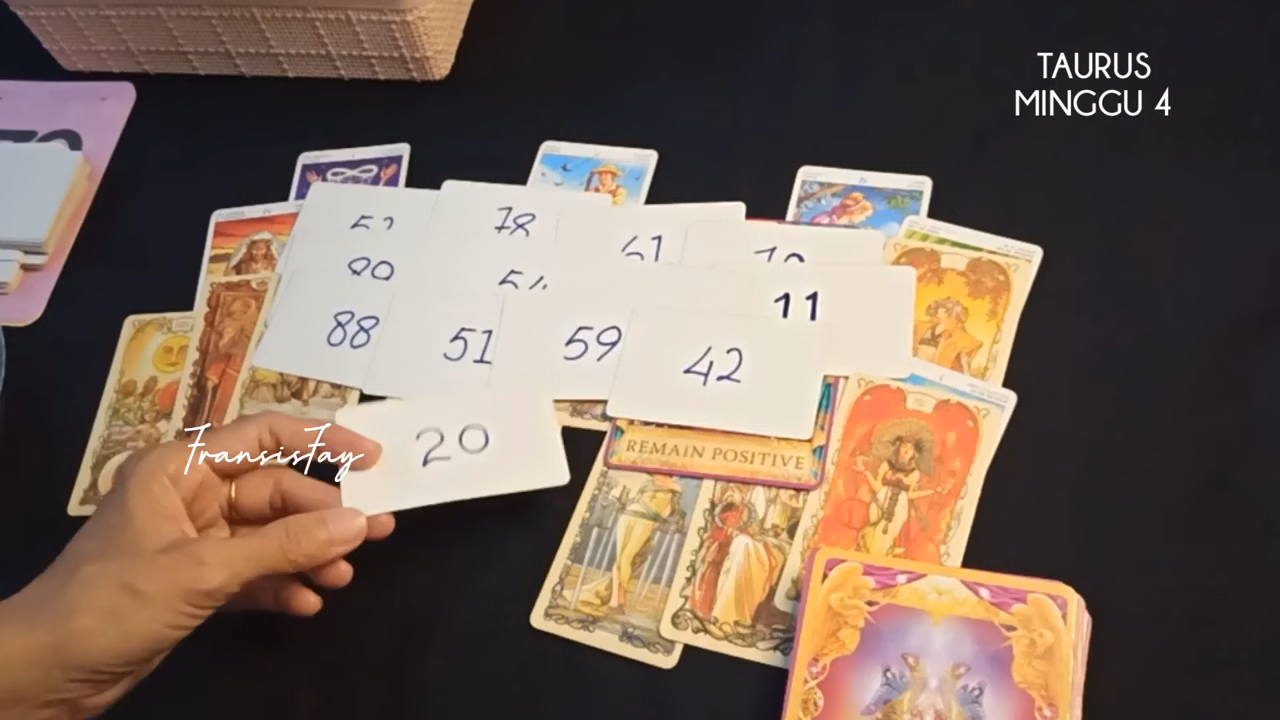 TAURUS
MINGGU 4
78
61
11
88
51
59
42
20
FransisFay
REMAIN POSITIVE